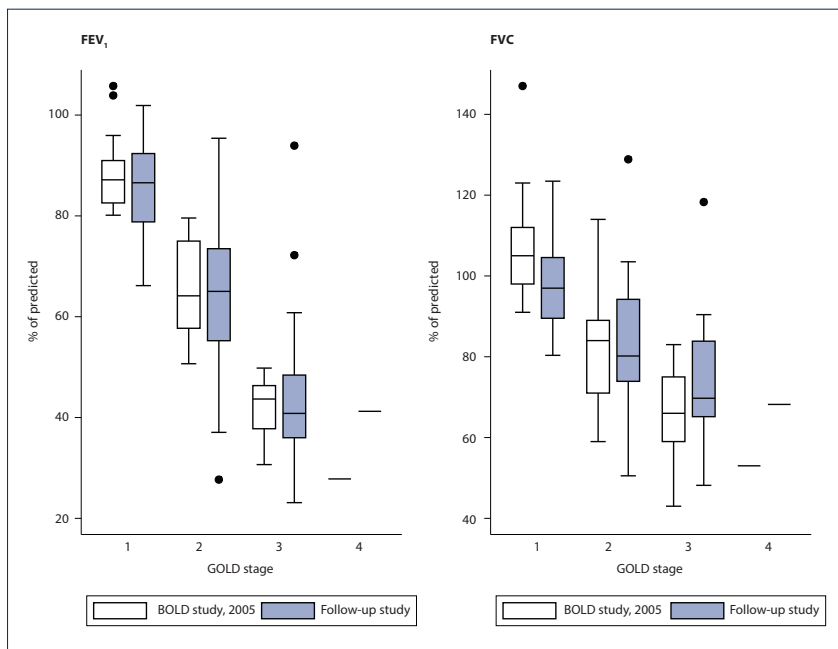 FEV₁
% of predicted
100
80
60
40
20
1 2 3 4
GOLD stage
BOLD study, 2005 Follow-up study
FVC
% of predicted
140
120
100
80
60
40
1 2 3 4
GOLD stage
BOLD study, 2005 Follow-up study